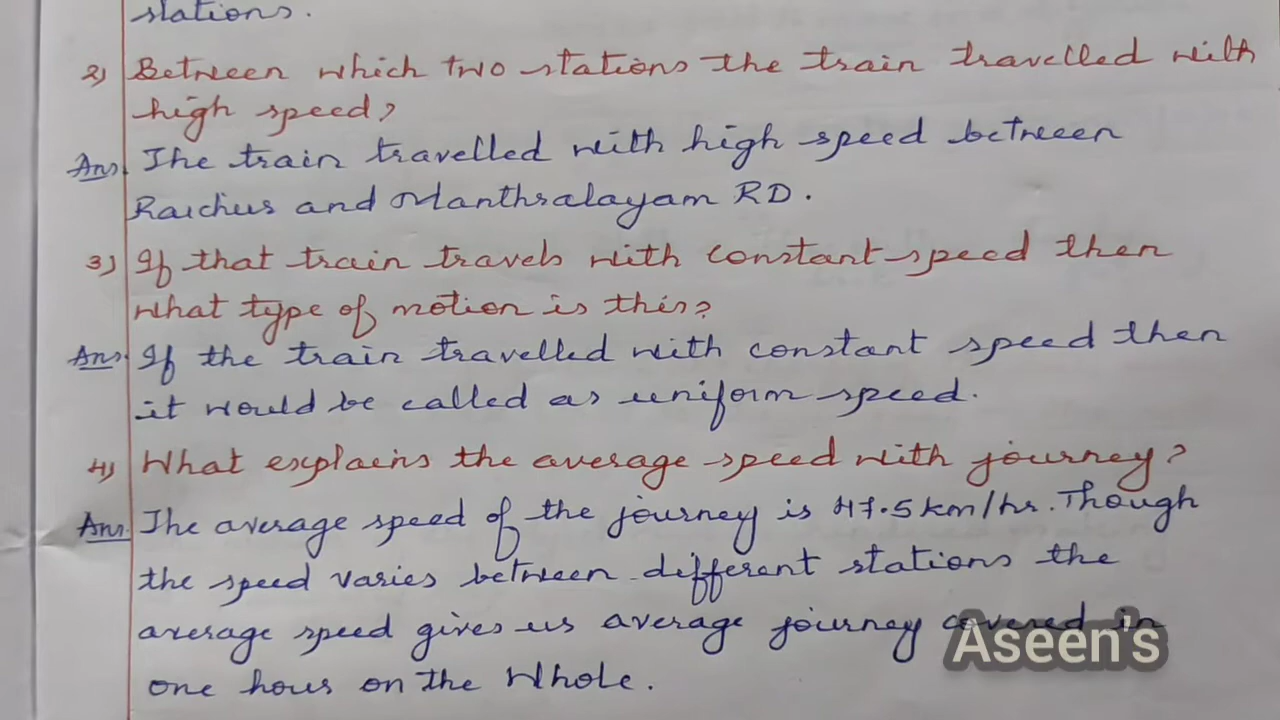 stations.
2) Between which two stations the train travelled with
high speed?
Ans. The train travelled with high speed between
Raichur and Manthralayam RD.
3) If that train travels with constant speed then
what type of motion is this?
Ans. If the train travelled with constant speed then
it would be called as uniform speed.
4) What explains the average speed with journey?
Ans. The average speed of the journey is 47.5 km/hr. Though
the speed varies between different stations the
average speed gives us average journey covered in
one hour on the whole.
Aseen's